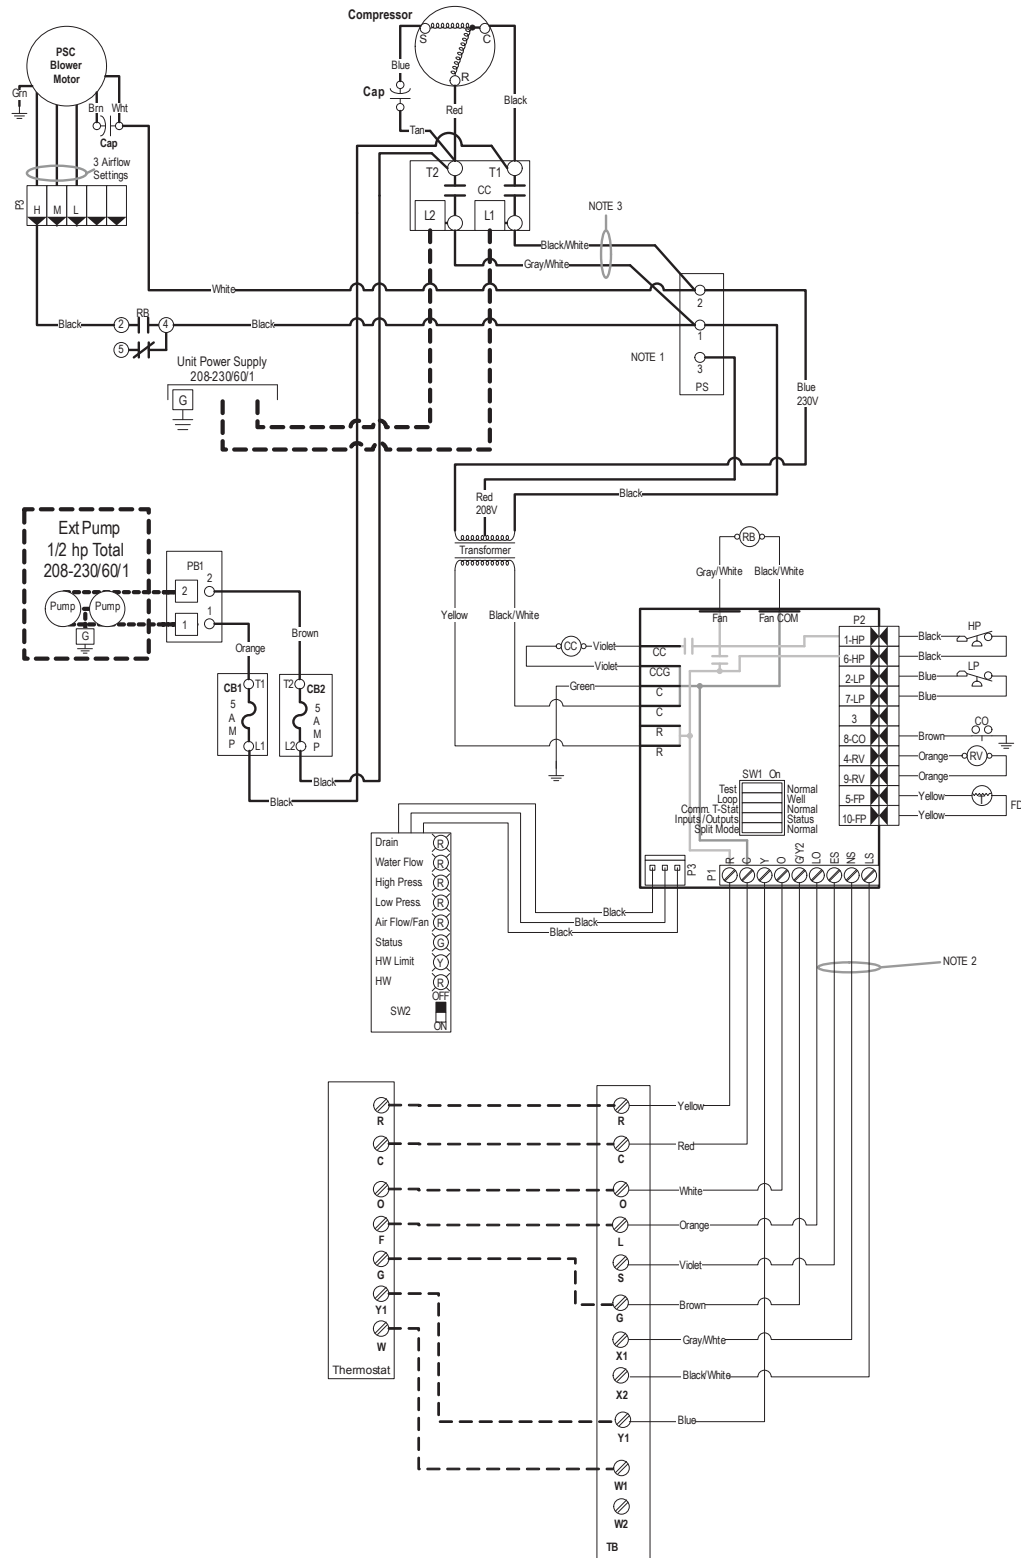 Compressor
PSC
Blower
Motor
S
C
R
Blue
Cap
Red
Black
Tan
Grn
Brn
Wht
Cap
3 Airflow
Settings
P3
H
M
L
T2
T1
CC
L2
L1
NOTE 3
Black/White
Gray/White
White
2
Black
2
RB
4
Black
1
5
NOTE 1
3
PS
Unit Power Supply
208-230/60/1
G
Blue
230V
Red
208V
Black
Transformer
Ext Pump
1/2 hp Total
208-230/60/1
PB1
2
2
Pump
Pump
1
1
G
Orange
Brown
CB1
T1
5
A
M
P
L1
T2
CB2
5
A
M
P
L2
Black
Black
Yellow
Black/White
RB
Gray/White
Black/White
Fan
Fan COM
P2
CC
Violet
CC
Violet
CCG
Green
C
C
R
R
1-HP
Black
HP
6-HP
Black
2-LP
Blue
LP
7-LP
Blue
3
8-CO
Brown
CO
4-RV
Orange
RV
9-RV
Orange
5-FP
Yellow
T
FD
10-FP
Yellow
SW1 On
Test
Normal
Loop
Well
Comm. T-Stat
Normal
Inputs /Outputs
Status
Split Mode
Normal
P3
P1
R
C
Y
O
G/Y2
LO
ES
NS
LS
Drain
R
Water Flow
R
High Press.
R
Low Press.
R
Air Flow/Fan
R
Status
G
HW Limit
Y
HW
R
OFF
SW2
ON
Black
Black
Black
NOTE 2
R
R
Yellow
C
C
Red
O
O
White
F
L
Orange
G
S
Violet
Y1
G
Brown
W
X1
Gray/Whte
Thermostat
X2
Black/White
Y1
Blue
W1
W2
TB